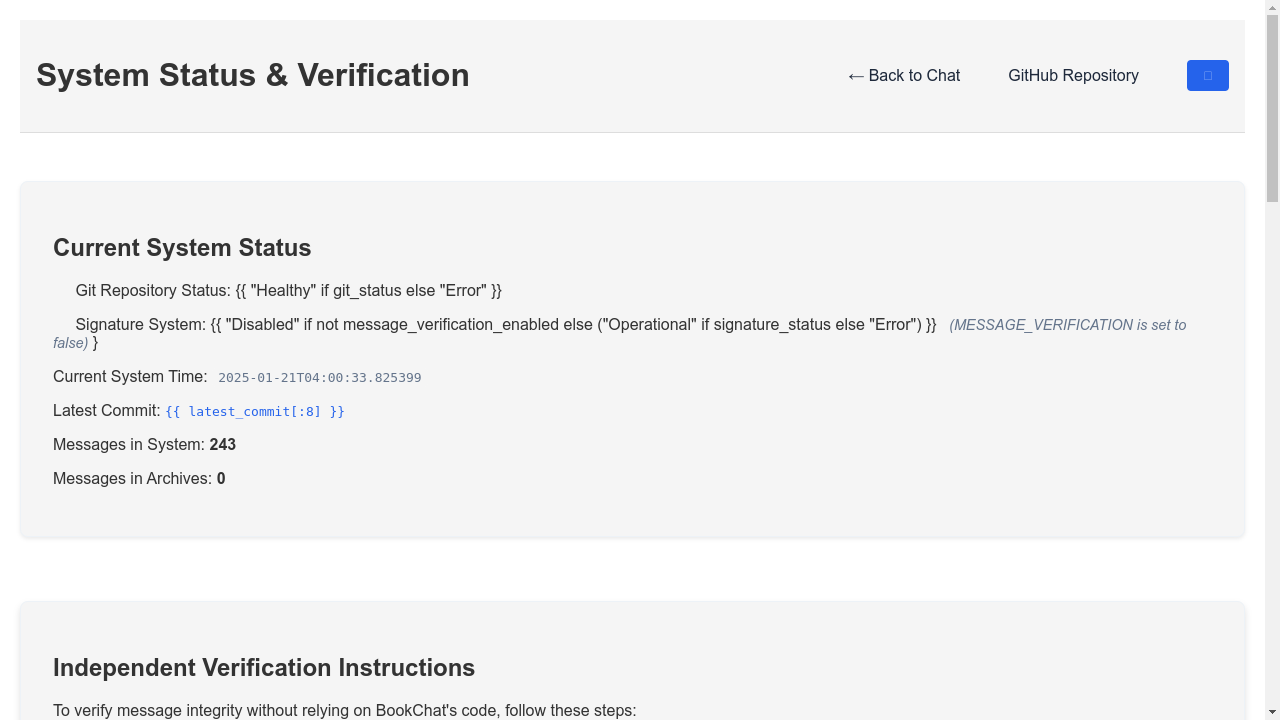 System Status & Verification
← Back to Chat
GitHub Repository
Current System Status
Git Repository Status: {{ "Healthy" if git_status else "Error" }}
Signature System: {{ "Disabled" if not message_verification_enabled else ("Operational" if signature_status else "Error") }} (MESSAGE_VERIFICATION is set to
false) }
Current System Time: 2025-01-21T04:00:33.825399
Latest Commit: {{ latest_commit[:8] }}
Messages in System: 243
Messages in Archives: 0
Independent Verification Instructions
To verify message integrity without relying on BookChat's code, follow these steps: